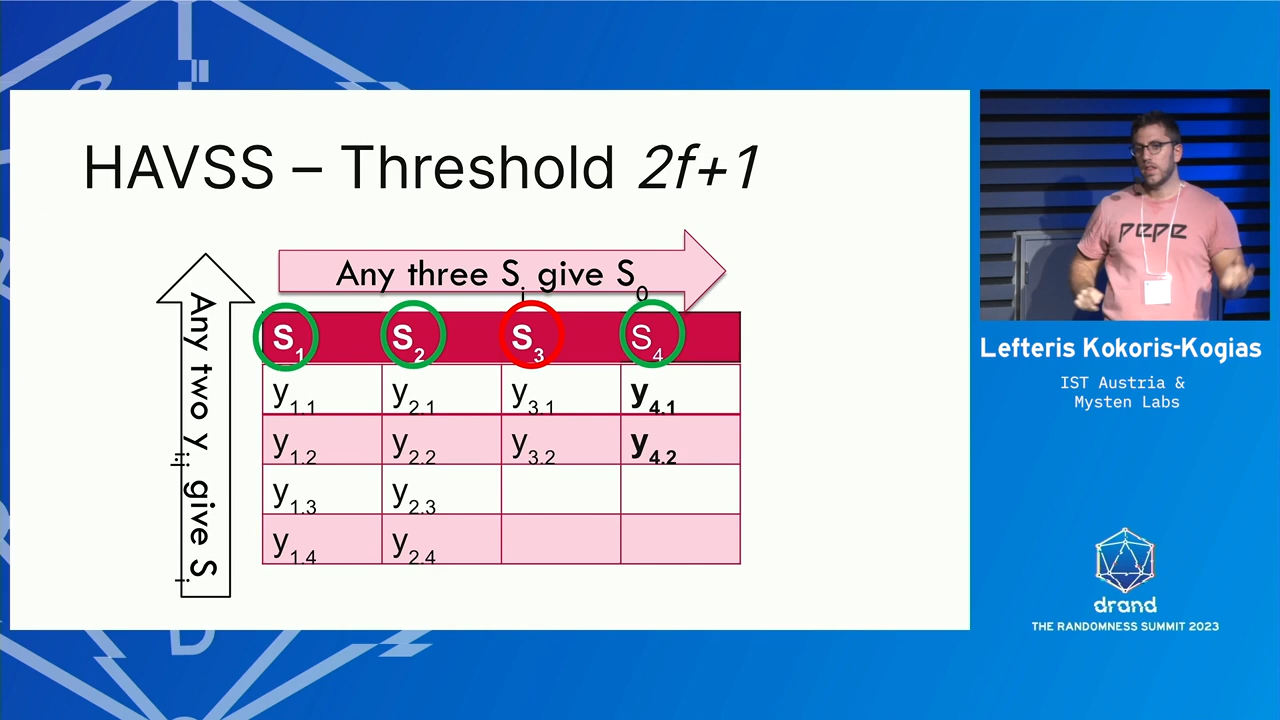 HAVSS – Threshold 2f+1
Any three Si give S0
Any two yi,j give Si
S1 S2 S3 S4
y1,1 y2,1 y3,1 y4,1
y1,2 y2,2 y3,2 y4,2
y1,3 y2,3
y1,4 y2,4
pepe
Lefteris Kokoris-Kogias
IST Austria &
Mysten Labs
drand
THE RANDOMNESS SUMMIT 2023